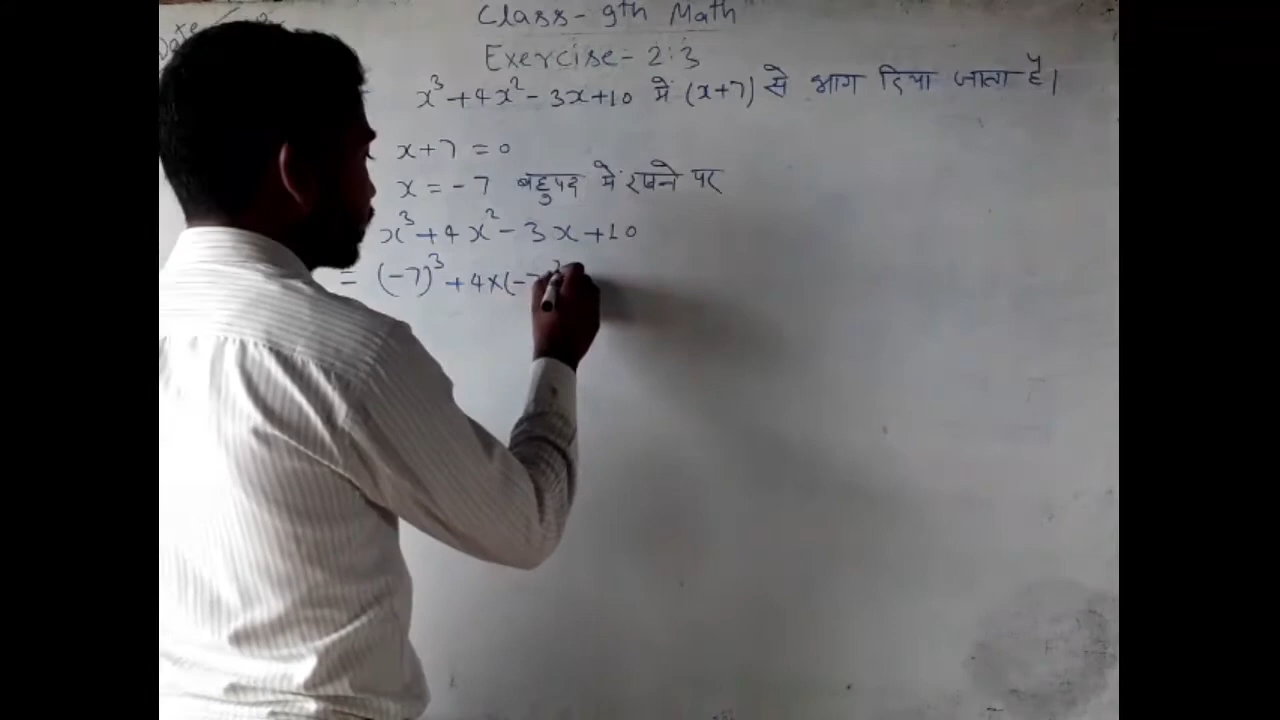 Date
Class- 9th Math
Exercise- 2:3
x³+4x²-3x+10 में (x+7) से भाग दिया जाता है।
x+7 = 0
x = -7 बहुपद में रखने पर
x³+4x²-3x+10
= (-7)³+4×(-7